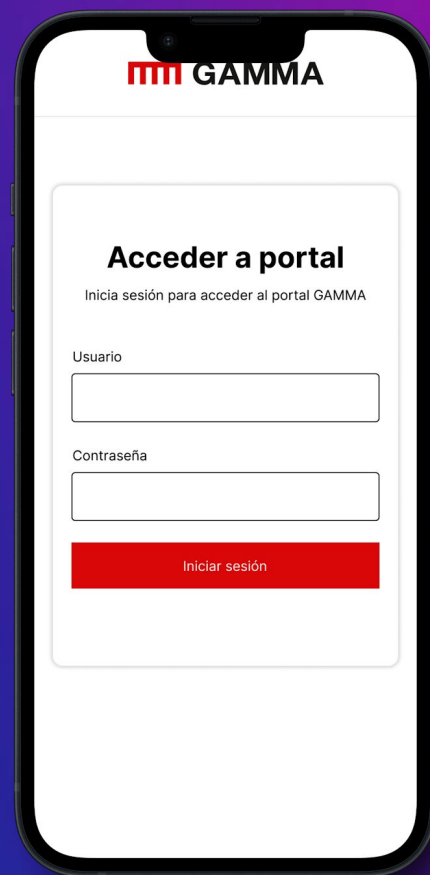 GAMMA
Acceder a portal
Inicia sesión para acceder al portal GAMMA
Usuario
Contraseña
Iniciar sesión